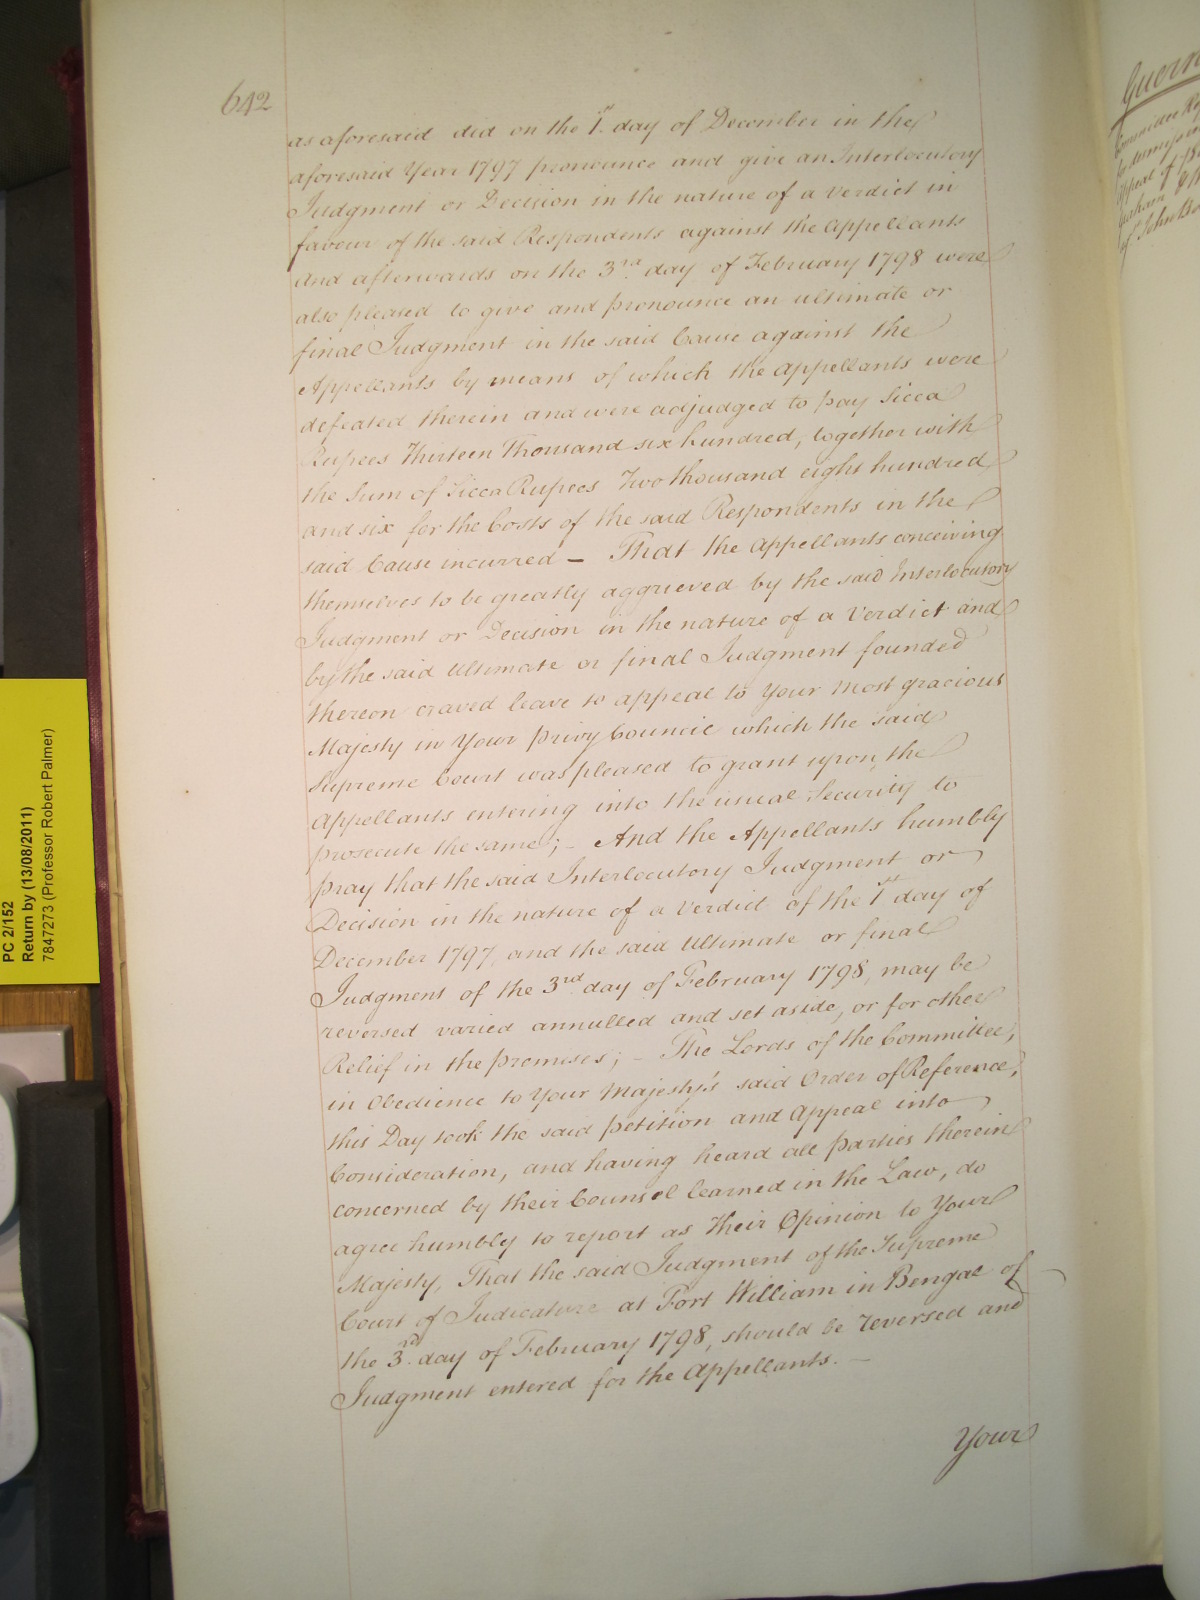 642
as aforesaid did on the 1st. day of December in the
aforesaid Year 1797 pronounce and give an Interlocutory
Judgment or Decision in the nature of a Verdict in
favour of the said Respondents against the Appellants
and afterwards on the 3rd. day of February 1798 were
also pleased to give and pronounce an ultimate or
final Judgment in the said Cause against the
Appellants by means of which the Appellants were
defeated therein and were adjudged to pay Sicca
Rupees Thirteen Thousand six hundred, together with
the Sum of Sicca Rupees Two thousand eight hundred
and six for the Costs of the said Respondents in the
said Cause incurred – That the Appellants conceiving
themselves to be greatly aggrieved by the said Interlocutory
Judgment or Decision in the nature of a Verdict and
by the said Ultimate or final Judgment founded
thereon craved leave to appeal to Your Most gracious
Majesty in Your Privy Council which the said
Supreme Court was pleased to grant upon the
Appellants entering into the usual Security to
prosecute the same; – And the Appellants humbly
pray that the said Interlocutory Judgment or
Decision in the nature of a Verdict of the 1st day of
December 1797, and the said Ultimate or final
Judgment of the 3rd. day of February 1798, may be
reversed varied annulled and set aside, or for other
Relief in the premises; – The Lords of the Committee,
in Obedience to Your Majesty's said Order of Reference,
this Day took the said petition and Appeal into
Consideration, and having heard all parties therein
concerned by their Counsel learned in the Law, do
agree humbly to report as their Opinion to Your
Majesty, That the said Judgment of the Supreme
Court of Judicature at Fort William in Bengal of
the 3rd. day of February 1798, should be reversed and
Judgment entered for the Appellants. –
Your
PC 2/152
Return by (13/08/2011)
7847273 (Professor Robert Palmer)
Committee
Appeal of
of John